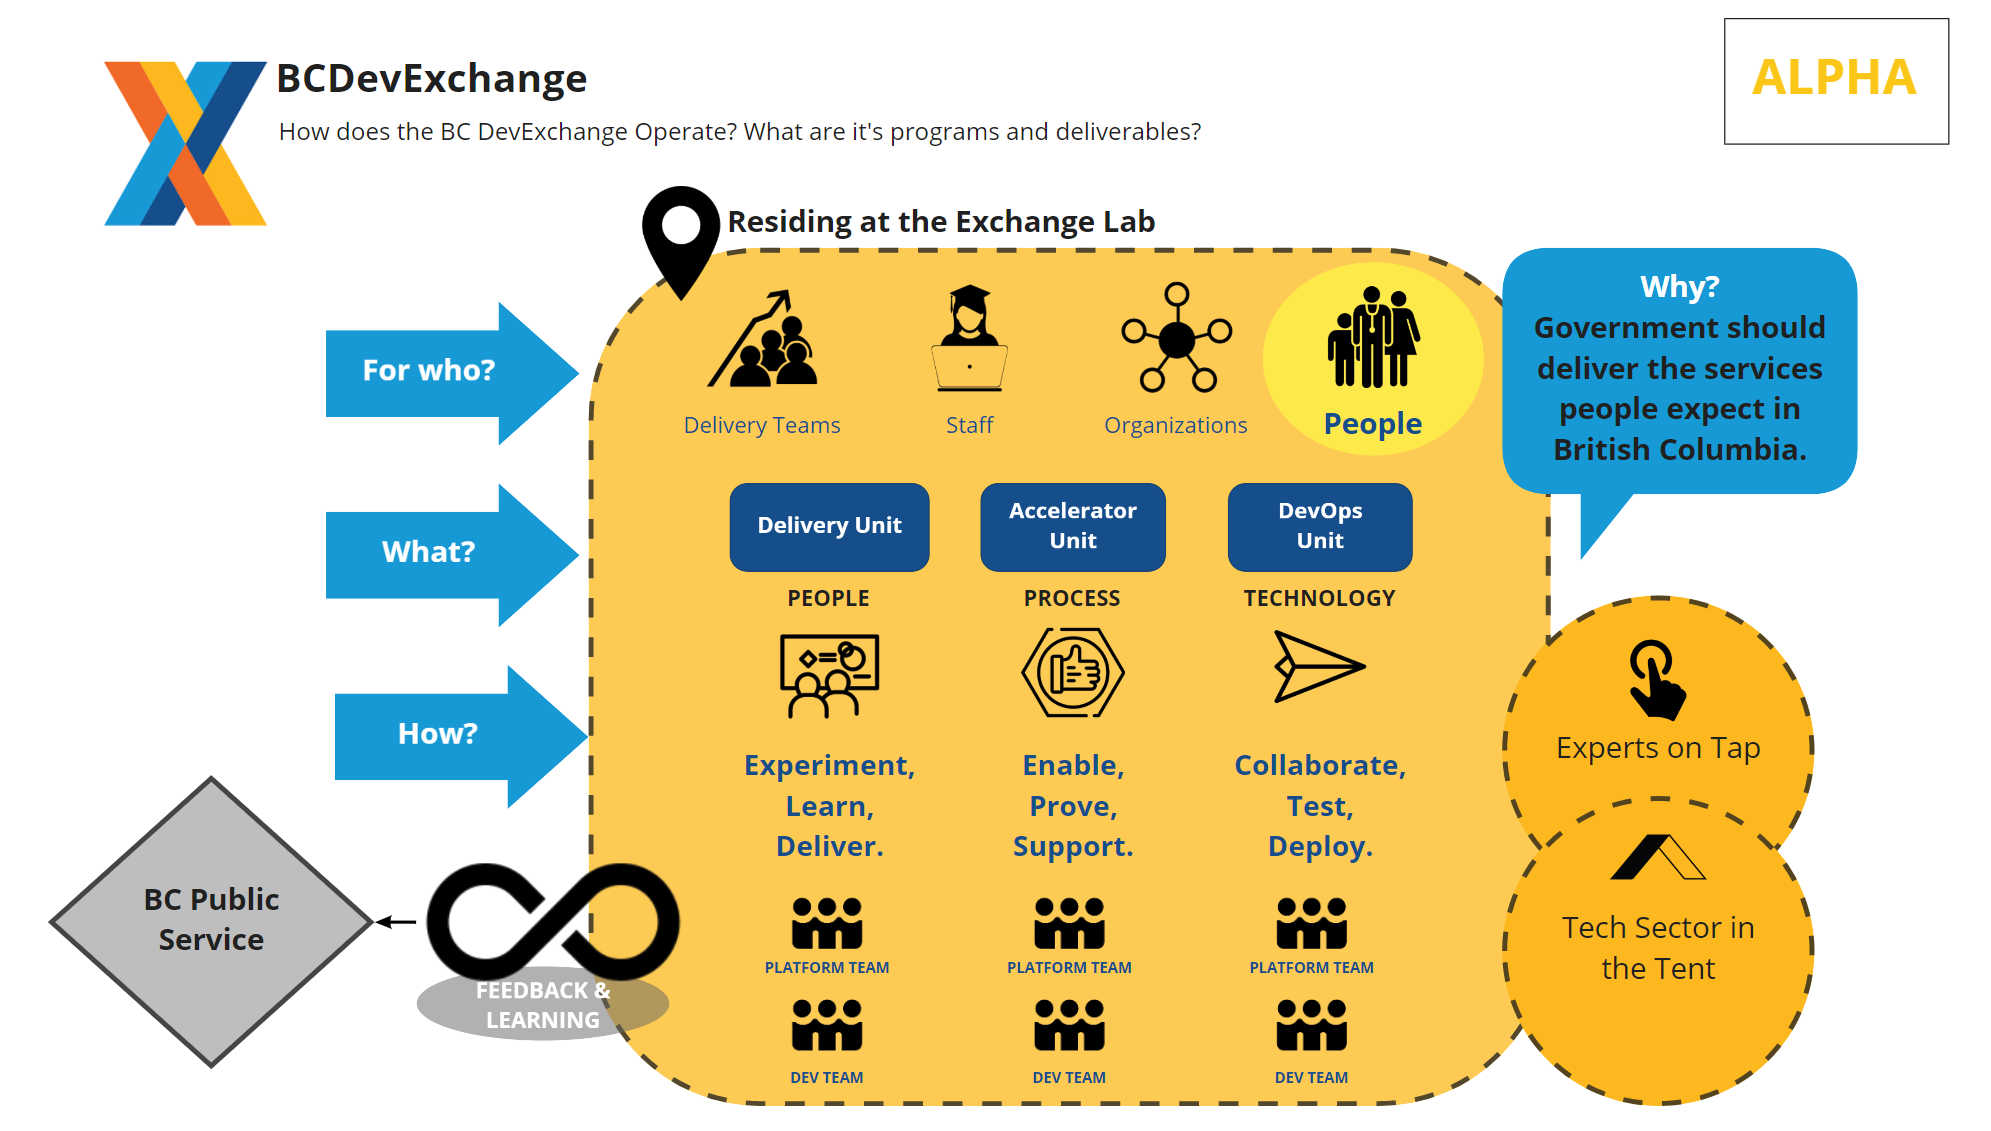 BCDevExchange
How does the BC DevExchange Operate? What are it's programs and deliverables?
ALPHA
Residing at the Exchange Lab
For who?
Delivery Teams
Staff
Organizations
People
Why?
Government should
deliver the services
people expect in
British Columbia.
What?
Delivery Unit
Accelerator
Unit
DevOps
Unit
PEOPLE
PROCESS
TECHNOLOGY
How?
Experiment,
Learn,
Deliver.
Enable,
Prove,
Support.
Collaborate,
Test,
Deploy.
Experts on Tap
Tech Sector in
the Tent
BC Public
Service
FEEDBACK &
LEARNING
PLATFORM TEAM
PLATFORM TEAM
PLATFORM TEAM
DEV TEAM
DEV TEAM
DEV TEAM